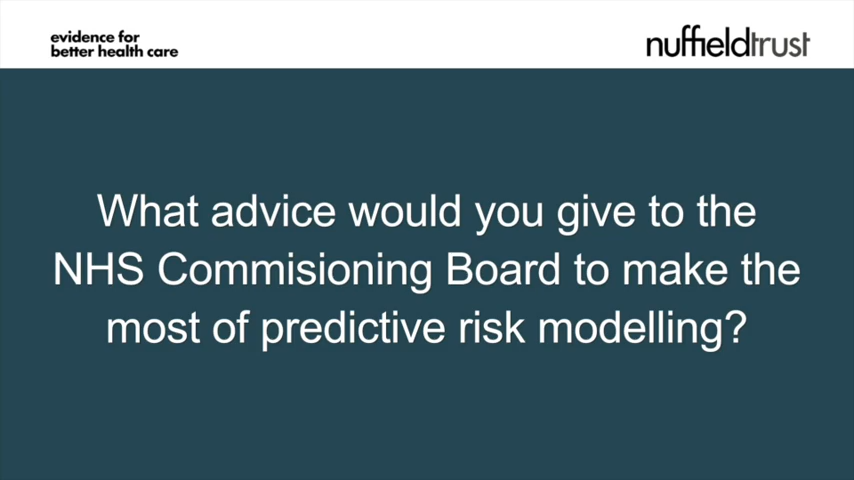 evidence for
better health care
nuffieldtrust
What advice would you give to the
NHS Commisioning Board to make the
most of predictive risk modelling?